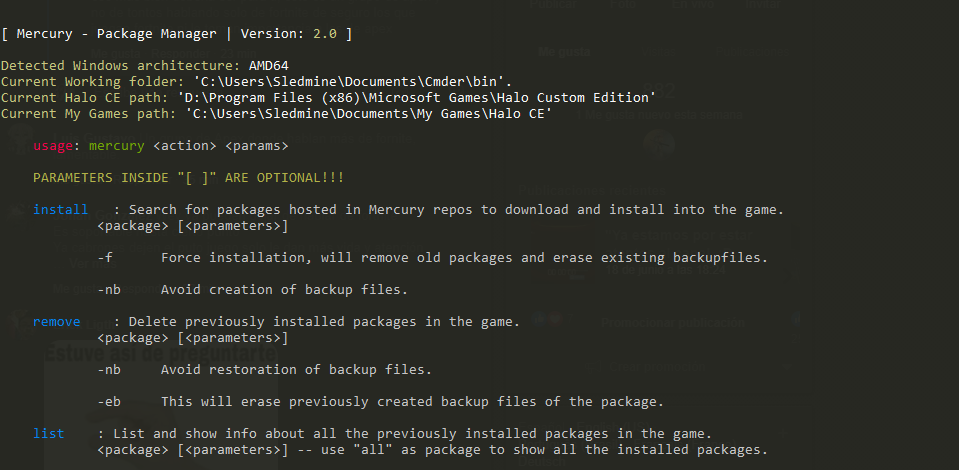 [ Mercury - Package Manager | Version: 2.0 ]
Detected Windows architecture: AMD64
Current Working folder: 'C:\Users\Sledmine\Documents\Cmder\bin'.
Current Halo CE path: 'D:\Program Files (x86)\Microsoft Games\Halo Custom Edition'
Current My Games path: 'C:\Users\Sledmine\Documents\My Games\Halo CE'
usage: mercury <action> <params>
PARAMETERS INSIDE "[ ]" ARE OPTIONAL!!!
install : Search for packages hosted in Mercury repos to download and install into the game.
<package> [<parameters>]
-f Force installation, will remove old packages and erase existing backupfiles.
-nb Avoid creation of backup files.
remove : Delete previously installed packages in the game.
<package> [<parameters>]
Estuve así de preguntarte
-nb Avoid restoration of backup files.
-eb This will erase previously created backup files of the package.
list : List and show info about all the previously installed packages in the game.
<package> [<parameters>] -- use "all" as package to show all the installed packages.